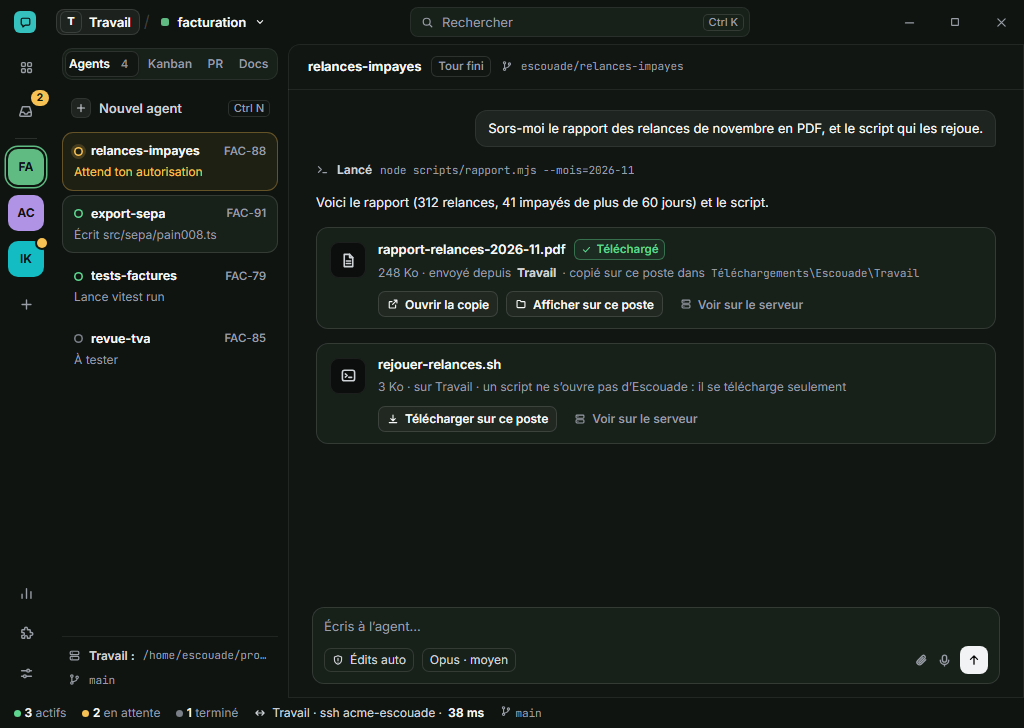 T Travail / facturation
Rechercher Ctrl K
Agents 4 Kanban PR Docs
2
Nouvel agent Ctrl N
FA
AC
IK
relances-impayes FAC-88
Attend ton autorisation
export-sepa FAC-91
Écrit src/sepa/pain008.ts
tests-factures FAC-79
Lance vitest run
revue-tva FAC-85
À tester
Travail : /home/escouade/pro…
main
relances-impayes Tour fini escouade/relances-impayes
Sors-moi le rapport des relances de novembre en PDF, et le script qui les rejoue.
Lancé node scripts/rapport.mjs --mois=2026-11
Voici le rapport (312 relances, 41 impayés de plus de 60 jours) et le script.
rapport-relances-2026-11.pdf Téléchargé
248 Ko · envoyé depuis Travail · copié sur ce poste dans Téléchargements\Escouade\Travail
Ouvrir la copie Afficher sur ce poste Voir sur le serveur
rejouer-relances.sh
3 Ko · sur Travail · un script ne s’ouvre pas d’Escouade : il se télécharge seulement
Télécharger sur ce poste Voir sur le serveur
Écris à l’agent…
Édits auto Opus · moyen
3 actifs 2 en attente 1 terminé Travail · ssh acme-escouade · 38 ms main